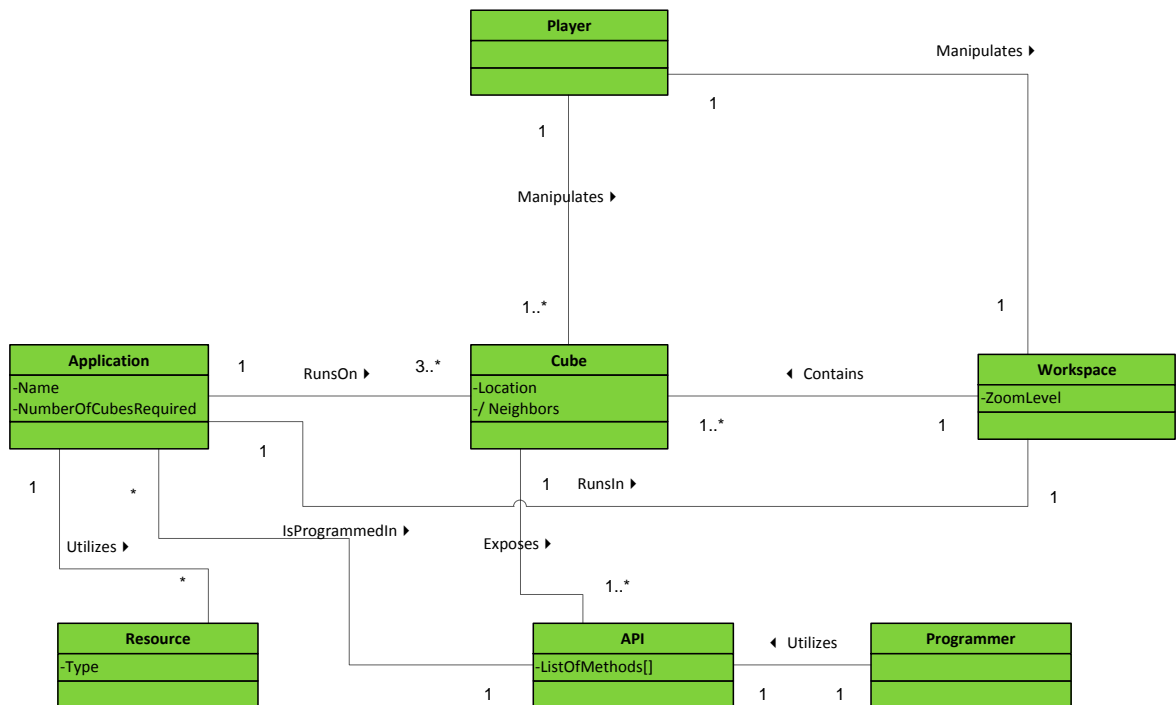 Player
Manipulates
1
1
Manipulates
1..*
1
Application
-Name
-NumberOfCubesRequired
1
RunsOn
3..*
Cube
-Location
-/ Neighbors
Contains
1..*
1
Workspace
-ZoomLevel
1
*
1
1
RunsIn
1
Utilizes
IsProgrammedIn
Exposes
*
1..*
Resource
-Type
API
-ListOfMethods[]
Utilizes
Programmer
1
1
1